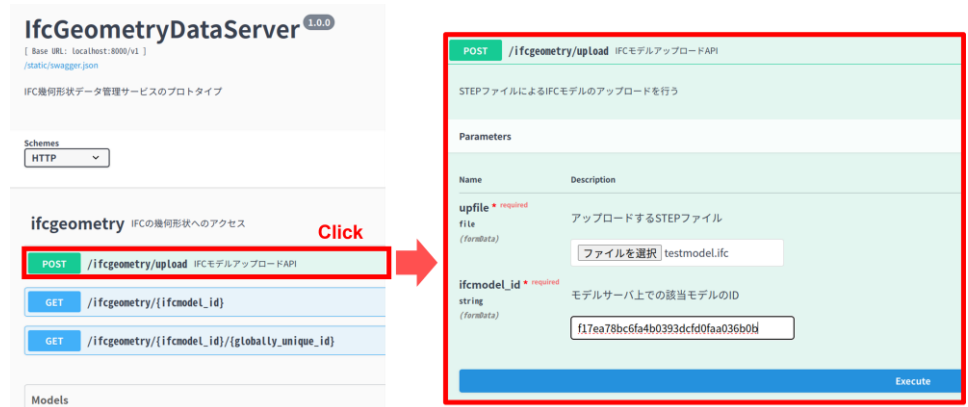 IfcGeometryDataServer 1.0.0
[ Base URL: localhost:8000/v1 ]
/static/swagger.json
IFC幾何形状データ管理サービスのプロトタイプ
Schemes
HTTP
ifcgeometry IFCの幾何形状へのアクセス
Click
POST /ifcgeometry/upload IFCモデルアップロードAPI
GET /ifcgeometry/{ifcmodel_id}
GET /ifcgeometry/{ifcmodel_id}/{globally_unique_id}
Models
POST /ifcgeometry/upload IFCモデルアップロードAPI
STEPファイルによるIFCモデルのアップロードを行う
Parameters
Name Description
upfile * required
file
(formData)
アップロードするSTEPファイル
ファイルを選択 testmodel.ifc
ifcmodel_id * required
string
(formData)
モデルサーバ上での該当モデルのID
f17ea78bc6fa4b0393dcfd0faa036b0b
Execute